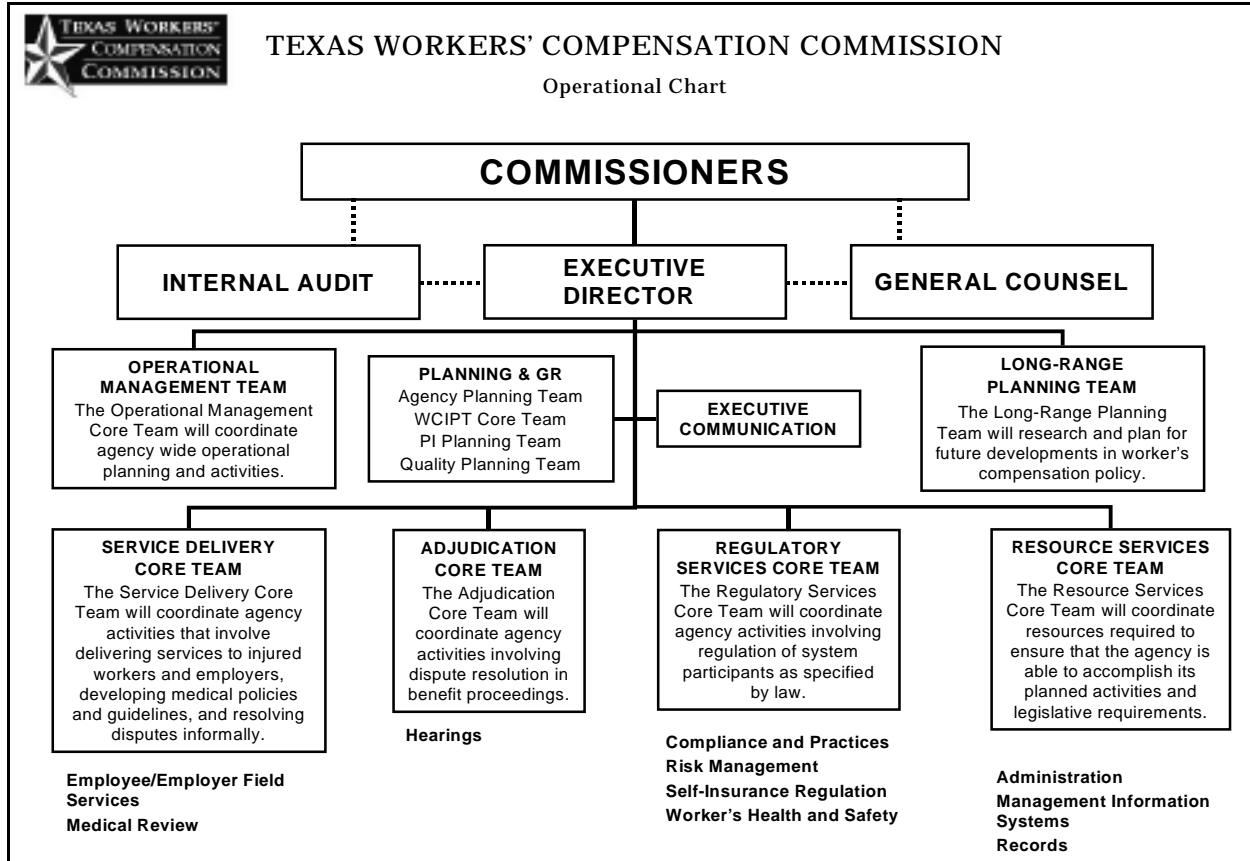 TEXAS WORKERS'
COMPENSATION
COMMISSION
TEXAS WORKERS' COMPENSATION COMMISSION
Operational Chart
COMMISSIONERS
INTERNAL AUDIT
EXECUTIVE
DIRECTOR
GENERAL COUNSEL
OPERATIONAL
MANAGEMENT TEAM
The Operational Management
Core Team will coordinate
agency wide operational
planning and activities.
PLANNING & GR
Agency Planning Team
WCIPT Core Team
PI Planning Team
Quality Planning Team
EXECUTIVE
COMMUNICATION
LONG-RANGE
PLANNING TEAM
The Long-Range Planning
Team will research and plan for
future developments in worker's
compensation policy.
SERVICE DELIVERY
CORE TEAM
The Service Delivery Core
Team will coordinate agency
activities that involve
delivering services to injured
workers and employers,
developing medical policies
and guidelines, and resolving
disputes informally.
Employee/Employer Field
Services
Medical Review
ADJUDICATION
CORE TEAM
The Adjudication
Core Team will
coordinate agency
activities involving
dispute resolution in
benefit proceedings.
Hearings
REGULATORY
SERVICES CORE TEAM
The Regulatory Services
Core Team will coordinate
agency activities involving
regulation of system
participants as specified
by law.
Compliance and Practices
Risk Management
Self-Insurance Regulation
Worker's Health and Safety
RESOURCE SERVICES
CORE TEAM
The Resource Services
Core Team will coordinate
resources required to
ensure that the agency is
able to accomplish its
planned activities and
legislative requirements.
Administration
Management Information
Systems
Records